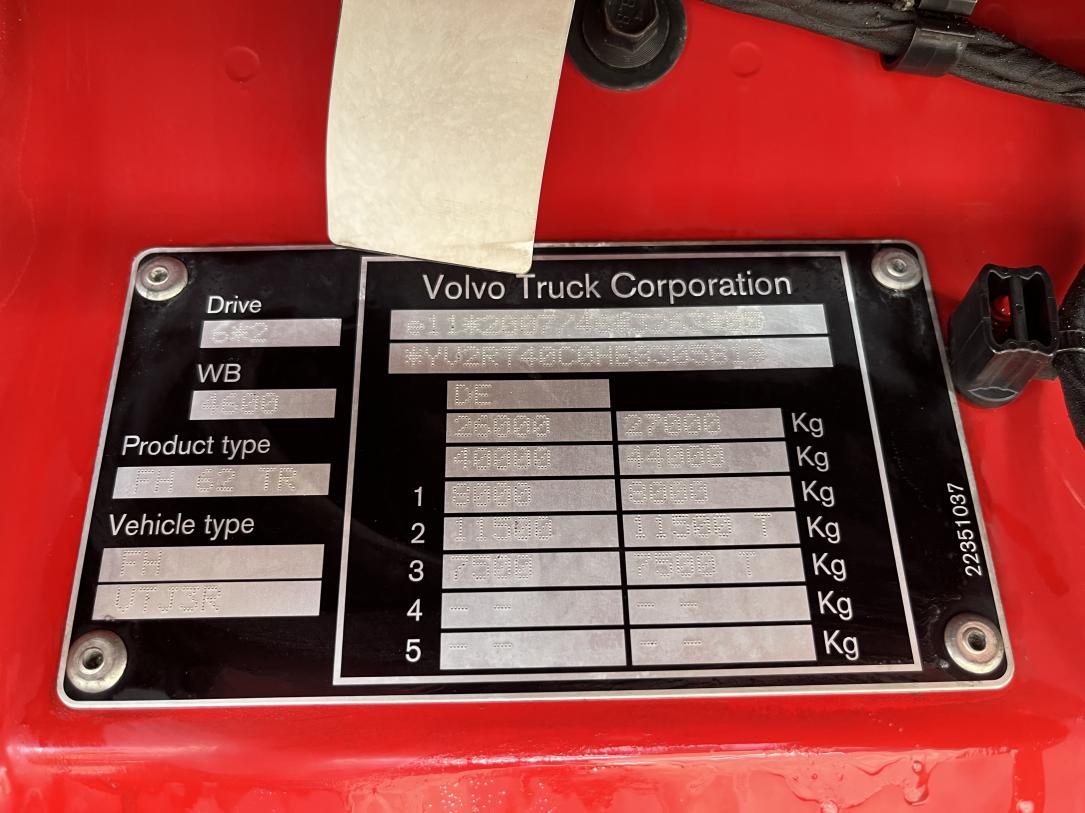 Volvo Truck Corporation
Drive
6*2
WB
4600
Product type
FH 62 TR
Vehicle type
FH
VTJ3R
DE
26000 27000 Kg
40000 44000 Kg
1 8000 8000 Kg
2 11500 11500 T Kg
3 7500 7500 T Kg
4 -- -- -- -- Kg
5 -- -- -- -- Kg
22351037